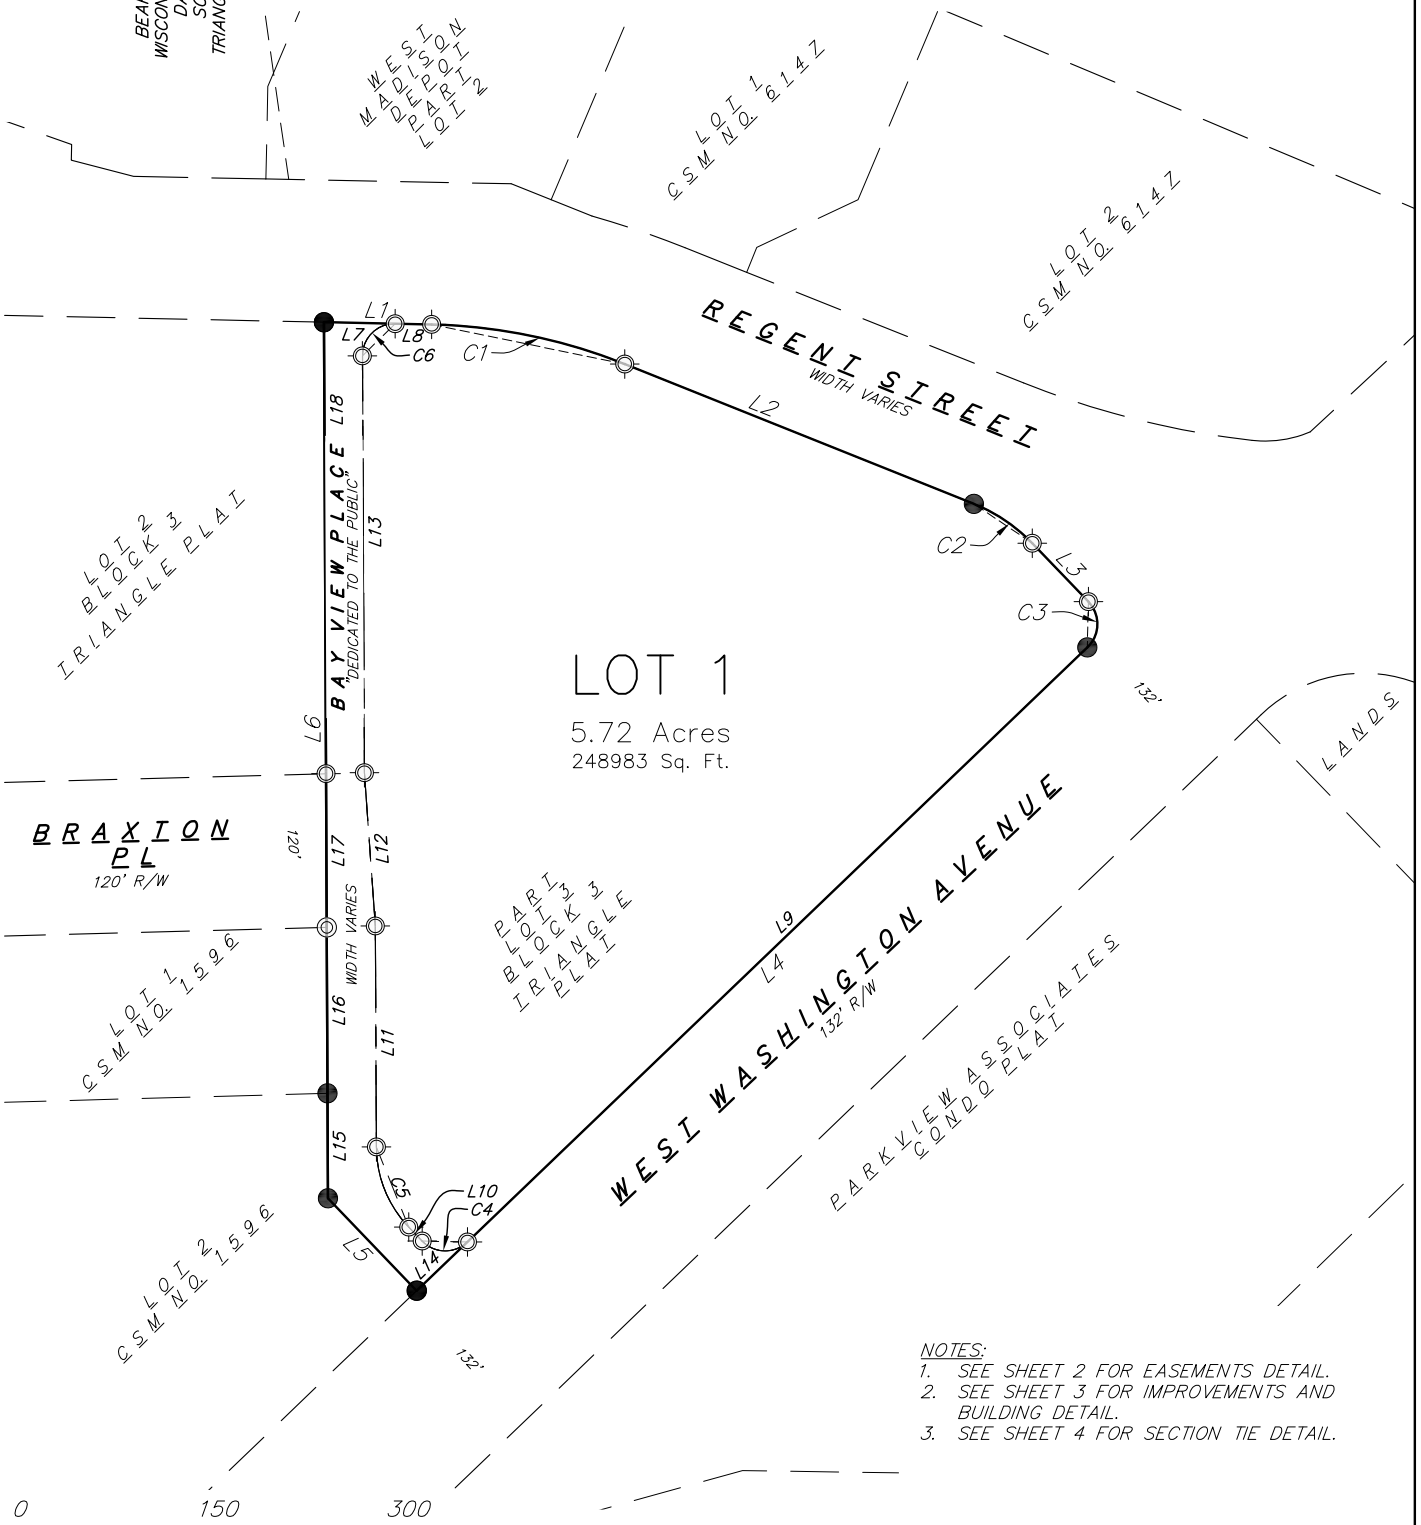 WEST
MADISON
DEPOT
PART
LOT 2
LOT 1
CSM NO. 6147
LOT 2
CSM NO. 6147
REGENT STREET
WIDTH VARIES
L1
L7
L8
C6
C1
L2
C2
L3
C3
L18
BAY VIEW PLACE
"DEDICATED TO THE PUBLIC"
L13
LOT 2
BLOCK 3
TRIANGLE PLAT
LOT 1
5.72 Acres
248983 Sq. Ft.
132'
LANDS
L6
BRAXTON
PL
120' R/W
120'
L17
L12
WIDTH VARIES
PART
LOT 3
BLOCK 3
TRIANGLE
PLAT
L9
L4
WEST WASHINGTON AVENUE
132' R/W
PARKVIEW ASSOCIATES
CONDO PLAT
LOT 1
CSM NO. 1596
L16
L11
L15
C5
L10
C4
L14
L5
LOT 2
CSM NO. 1596
132'
NOTES:
1. SEE SHEET 2 FOR EASEMENTS DETAIL.
2. SEE SHEET 3 FOR IMPROVEMENTS AND
BUILDING DETAIL.
3. SEE SHEET 4 FOR SECTION TIE DETAIL.
0 150 300